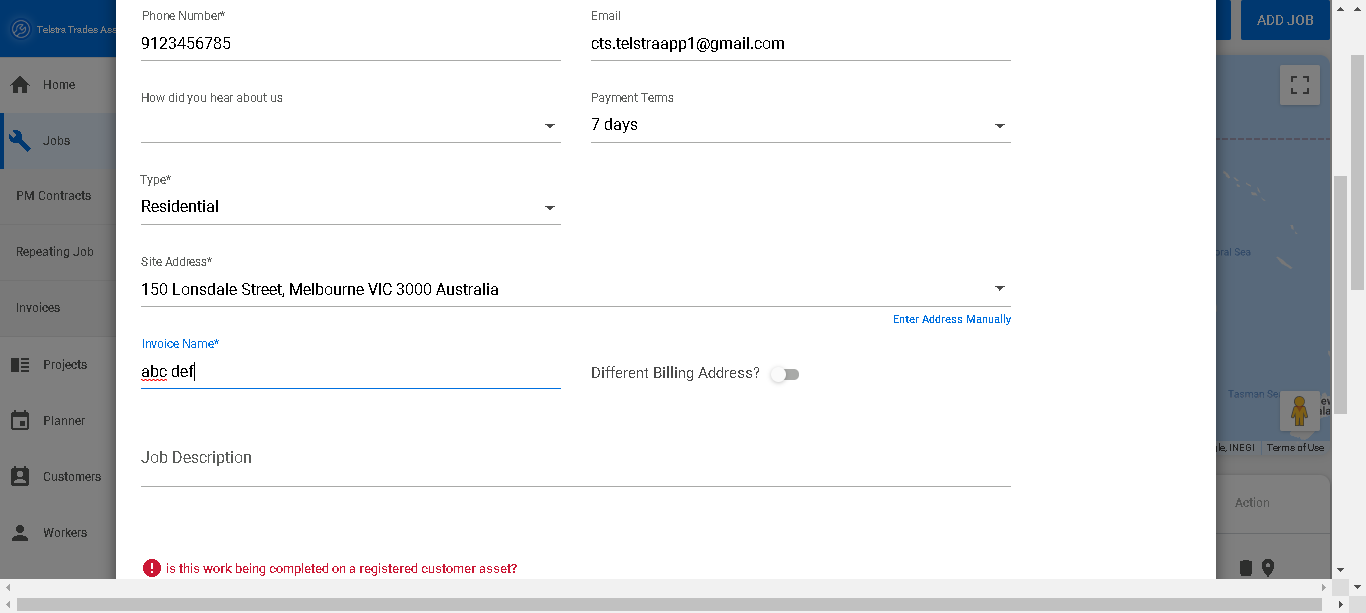 Telstra Trades Ass
ADD JOB
Home
Jobs
PM Contracts
Repeating Job
Invoices
Projects
Planner
Customers
Workers
Phone Number*
9123456785
Email
cts.telstraapp1@gmail.com
How did you hear about us
Payment Terms
7 days
Type*
Residential
Site Address*
150 Lonsdale Street, Melbourne VIC 3000 Australia
Enter Address Manually
Invoice Name*
abc def
Different Billing Address?
Job Description
is this work being completed on a registered customer asset?
oral Sea
Tasman Se
ew
ala
le, INEGI
Terms of Use
Action